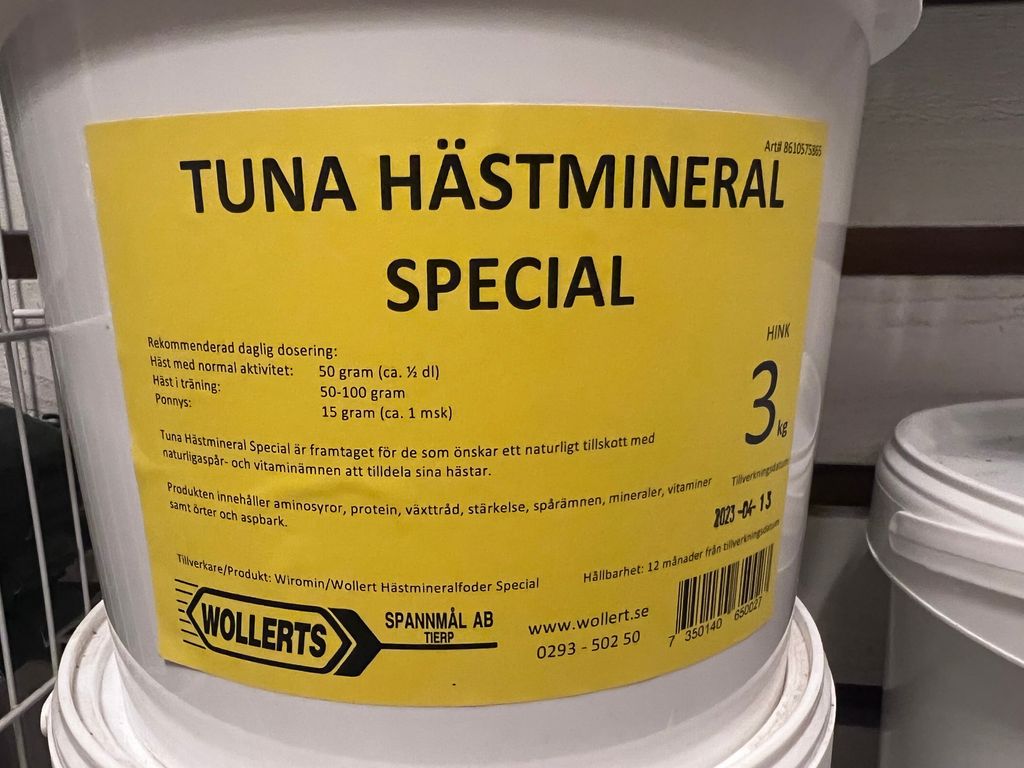 Art# 8610575865
TUNA HÄSTMINERAL
SPECIAL
HINK
3 kg
Rekommenderad daglig dosering:
Häst med normal aktivitet: 50 gram (ca. ½ dl)
Häst i träning: 50-100 gram
Ponnys: 15 gram (ca. 1 msk)
Tuna Hästmineral Special är framtaget för de som önskar ett naturligt tillskott med
naturligaspår- och vitaminämnen att tilldela sina hästar.
Produkten innehåller aminosyror, protein, växttråd, stärkelse, spårämnen, mineraler, vitaminer
samt örter och aspbark.
Tillverkningsdatum
2023-04-13
Hållbarhet: 12 månader från tillverkningsdatum
Tillverkare/Produkt: Wiromin/Wollert Hästmineralfoder Special
WOLLERTS
SPANNMÅL AB
TIERP
www.wollert.se
0293 - 502 50
7 350140 650027